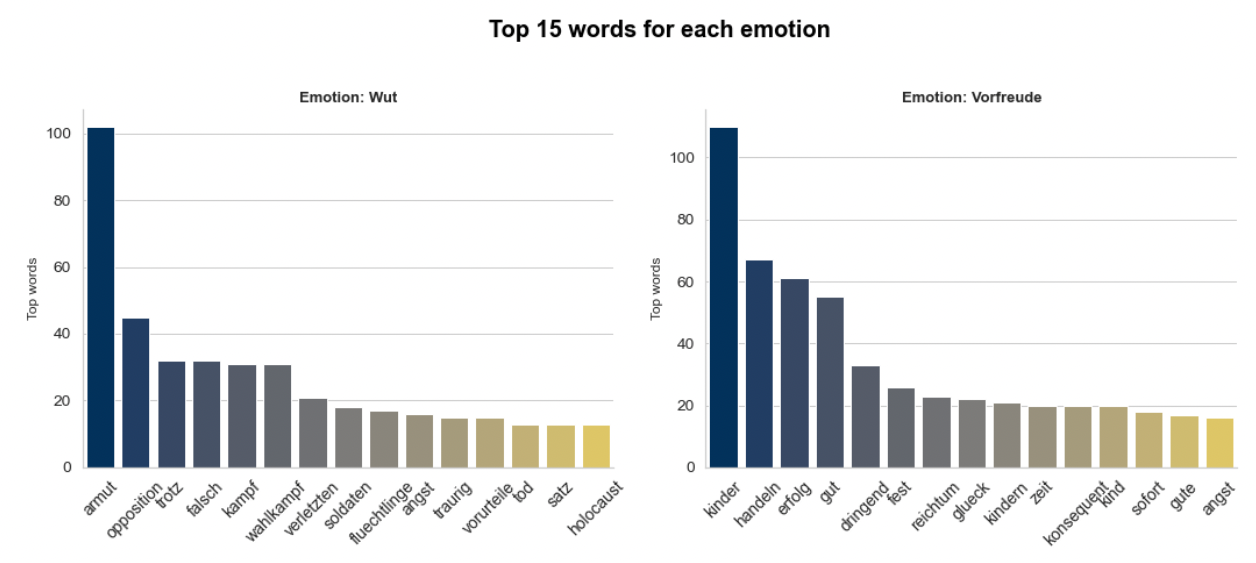 Top 15 words for each emotion
Emotion: Wut
Top words
100
80
60
40
20
0
armut
opposition
trotz
falsch
kampf
wahlkampf
verletzten
soldaten
fluechtlinge
angst
traurig
vorurteile
tod
satz
holocaust
Emotion: Vorfreude
Top words
100
80
60
40
20
0
kinder
handeln
erfolg
gut
dringend
fest
reichtum
glueck
kindern
zeit
konsequent
kind
sofort
gute
angst